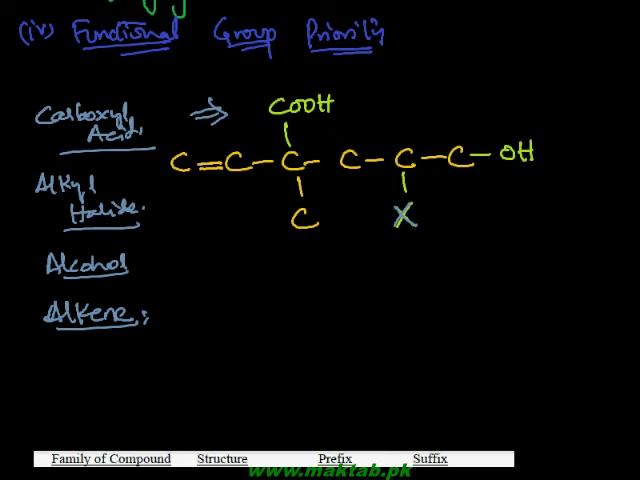 (iv) Functional Group Priority
Carboxyl Acid. ⇒ COOH
C = C - C - C - C - C - OH
Alkyl Halide. C X
Alcohol
Alkene,;
Family of Compound Structure Prefix Suffix
www.maktab.pk